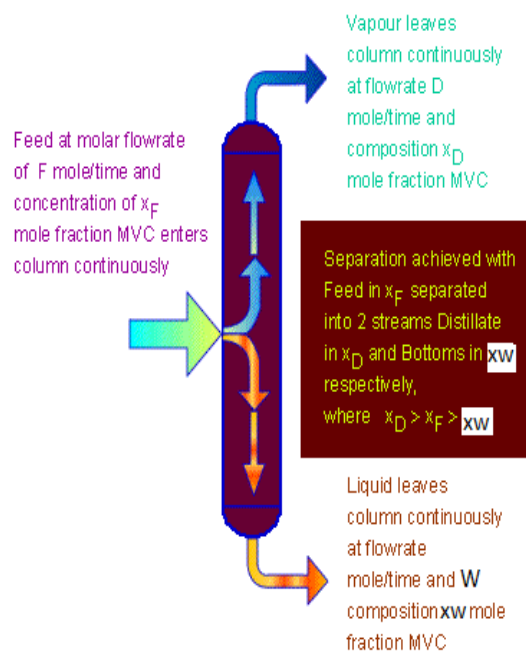 Vapour leaves
column continuously
at flowrate D
mole/time and
composition xD
mole fraction MVC
Feed at molar flowrate
of F mole/time and
concentration of xF
mole fraction MVC enters
column continuously
Separation achieved with
Feed in xF separated
into 2 streams Distillate
in xD and Bottoms in xw
respectively,
where xD > xF > xw
Liquid leaves
column continuously
at flowrate
mole/time and W
composition xw mole
fraction MVC